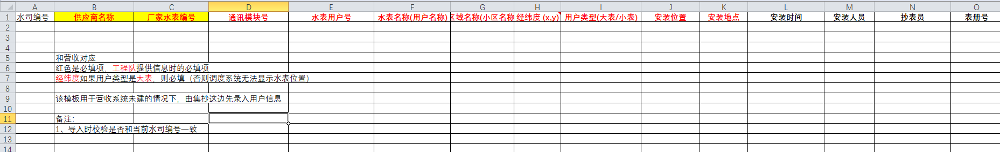 A B C D E F G H I J K L M N O
1 水司编号 供应商名称 厂家水表编号 通讯模块号 水表用户号 水表名称(用户名称) 区域名称(小区名称 经纬度 (x,y) 用户类型(大表/小表) 安装位置 安装地点 安装时间 安装人员 抄表员 表册号
2
3
4
5 和营收对应
6 红色是必填项，工程队提供信息时的必填项
7 经纬度如果用户类型是大表，则必填（否则调度系统无法显示水表位置）
8
9 该模板用于营收系统未建的情况下，由集抄这边先录入用户信息
10
11 备注：
12 1、导入时校验是否和当前水司编号一致
13
14